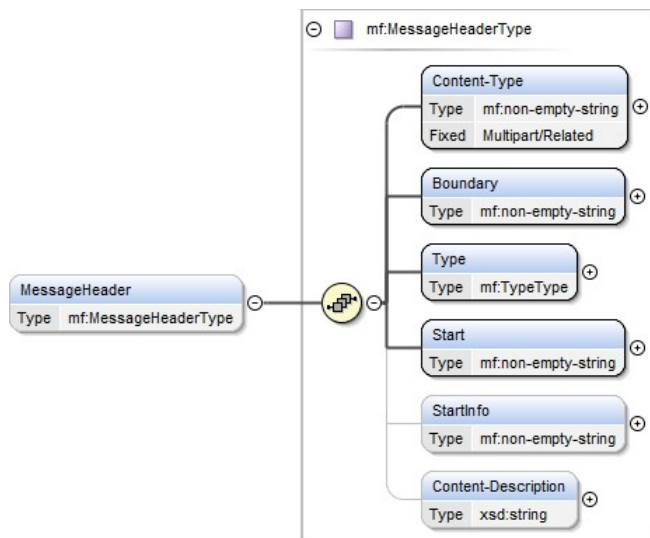 mf:MessageHeaderType
Content-Type
Type mf:non-empty-string
Fixed Multipart/Related
Boundary
Type mf:non-empty-string
Type
Type mf:TypeType
MessageHeader
Type mf:MessageHeaderType
Start
Type mf:non-empty-string
StartInfo
Type mf:non-empty-string
Content-Description
Type xsd:string